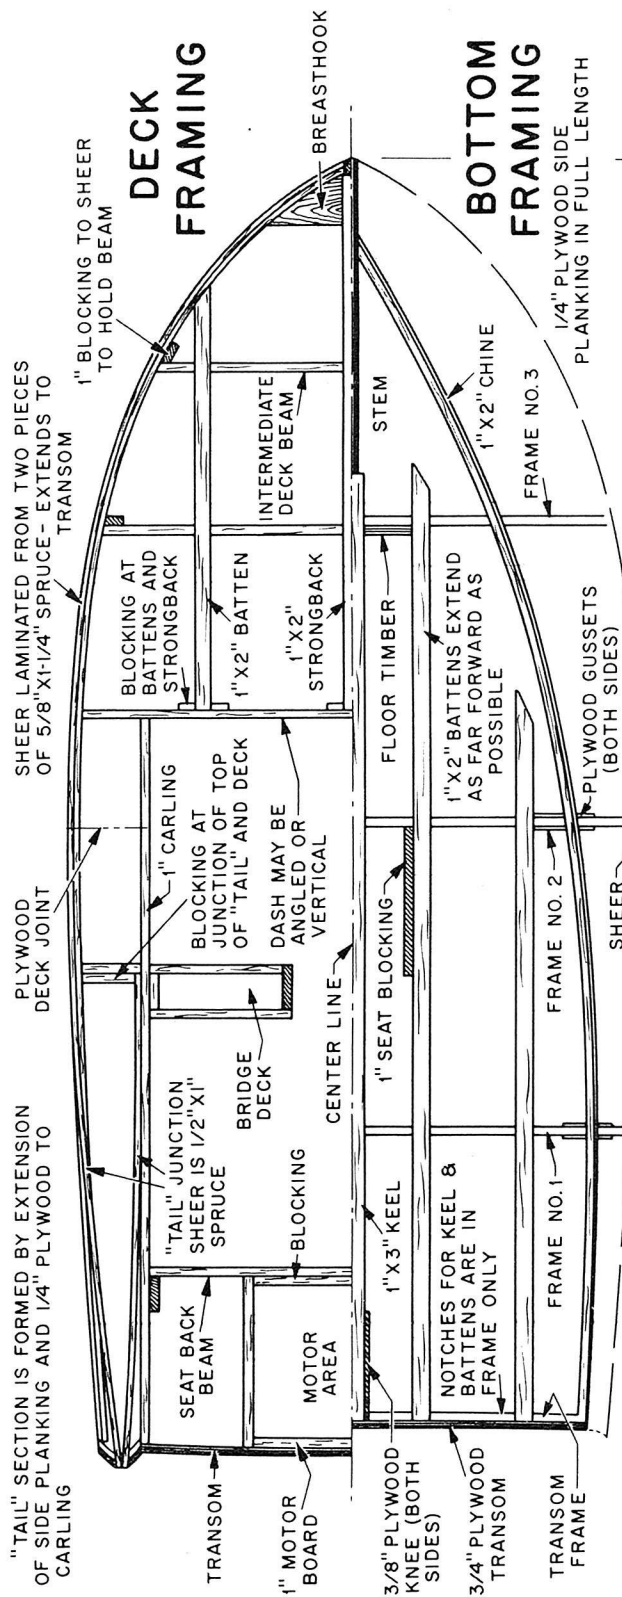 "TAIL" SECTION IS FORMED BY EXTENSION
OF SIDE PLANKING AND 1/4" PLYWOOD TO
CARLING
PLYWOOD
DECK JOINT
SHEER LAMINATED FROM TWO PIECES
OF 5/8"X1-1/4" SPRUCE - EXTENDS TO
TRANSOM
1" BLOCKING TO SHEER
TO HOLD BEAM
DECK
FRAMING
BREASTHOOK
"TAIL" JUNCTION
SHEER IS 1/2"X1"
SPRUCE
1" CARLING
BLOCKING AT
JUNCTION OF TOP
OF "TAIL" AND DECK
BLOCKING AT
BATTENS AND
STRONGBACK
1"X2" BATTEN
INTERMEDIATE
DECK BEAM
TRANSOM
SEAT BACK
BEAM
BRIDGE
DECK
DASH MAY BE
ANGLED OR
VERTICAL
1"X2"
STRONGBACK
1" MOTOR
BOARD
MOTOR
AREA
BLOCKING
CENTER LINE
3/8" PLYWOOD
KNEE (BOTH
SIDES)
1"X3" KEEL
1" SEAT BLOCKING
FLOOR TIMBER
STEM
BOTTOM
FRAMING
NOTCHES FOR KEEL &
BATTENS ARE IN
FRAME ONLY
1"X2" BATTENS EXTEND
AS FAR FORWARD AS
POSSIBLE
1"X2" CHINE
1/4" PLYWOOD SIDE
PLANKING IN FULL LENGTH
3/4" PLYWOOD
TRANSOM
TRANSOM
FRAME
FRAME NO.1
FRAME NO. 2
PLYWOOD GUSSETS
(BOTH SIDES)
FRAME NO.3
SHEER